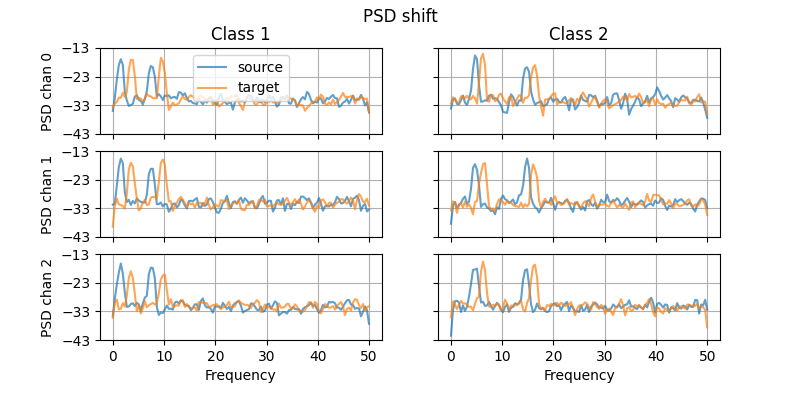 PSD shift
Class 1
Class 2
PSD chan 0
−13
−23
−33
−43
source
target
PSD chan 1
−13
−23
−33
−43
PSD chan 2
−13
−23
−33
−43
0 10 20 30 40 50
0 10 20 30 40 50
Frequency
Frequency